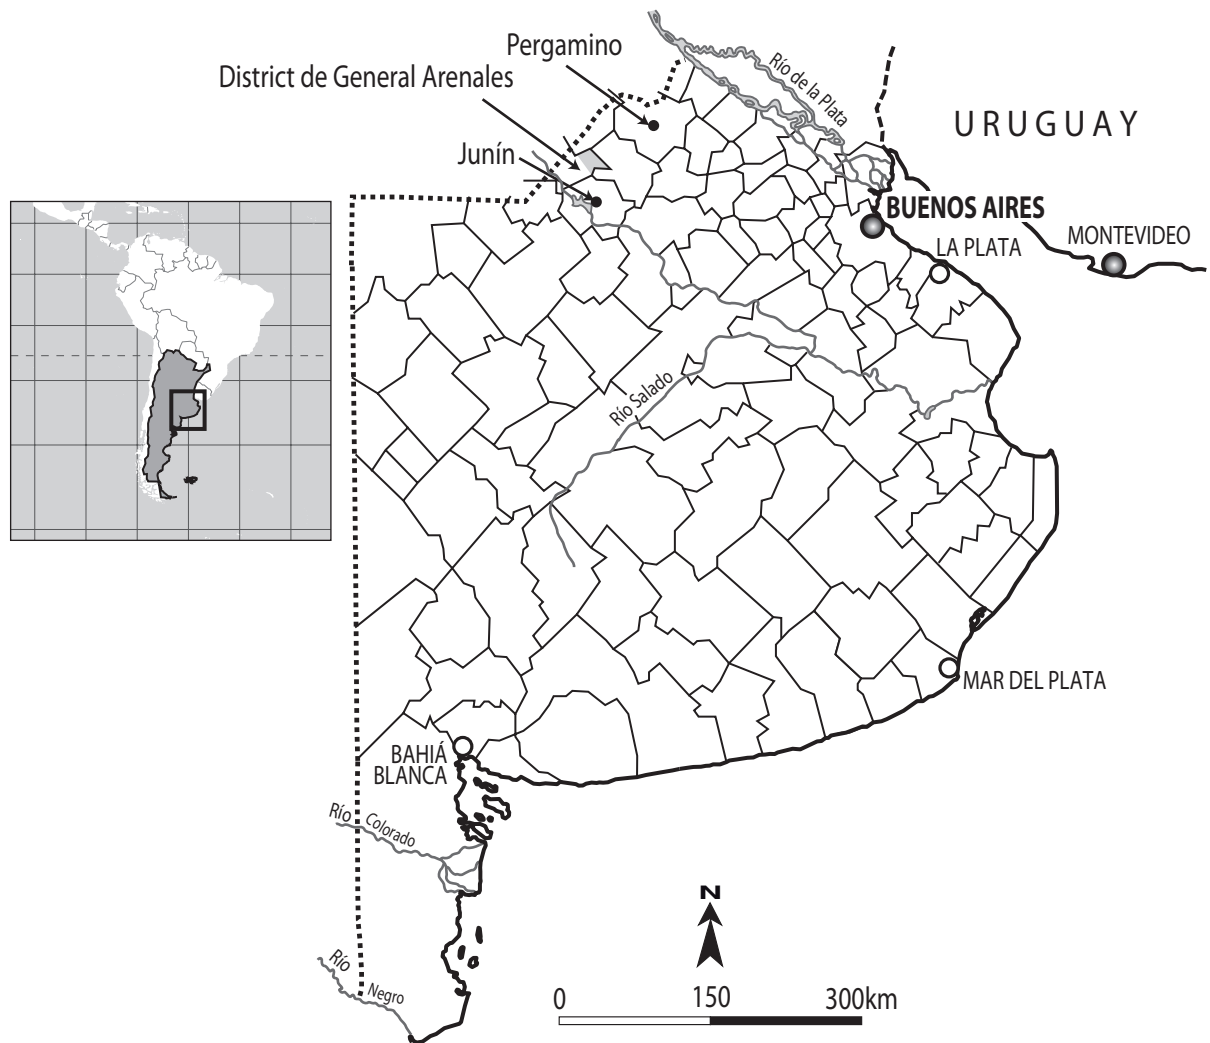 Pergamino
District de General Arenales
Junín
Río de la Plata
URUGUAY
BUENOS AIRES
LA PLATA
MONTEVIDEO
Río Salado
MAR DEL PLATA
BAHIÁ
BLANCA
Río Colorado
Río Negro
N
0 150 300km